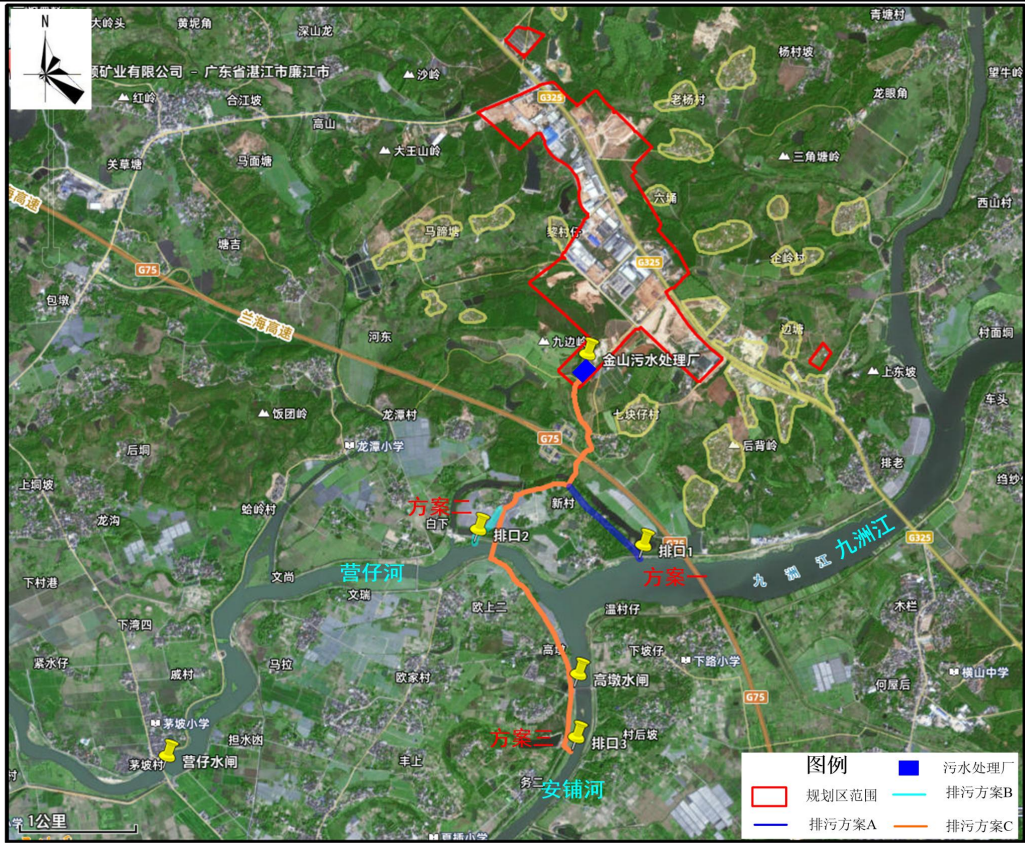 大岭头
黄坭角
深山龙
青塘村
N
杨村坡
望牛岭
矿业有限公司 - 广东省湛江市廉江市
沙岭
红岭
合江坡
G325
老杨村
龙眼角
高山
关草塘
马面塘
大王山岭
三角塘岭
海高速
六桶
西山村
塘吉
马蹄塘
黎村仔
G75
G325
企岭村
包墩
兰海高速
河东
九边岭
边塘
村面垌
金山污水处理厂
上东坡
车头
饭团岭
龙潭村
七块仔村
龙潭小学
G75
后背岭
后垌
排老
上垌坡
新村
龙沟
蛤岭村
方案二
白下
排口2
G75
排口1
九洲江
G325
营仔河
方案一
九洲江
下村港
文尚
文瑞
欧上二
温村仔
木栏
下湾四
下坡仔
下路小学
紧水仔
马拉
戚村
欧家村
高墩水闸
何屋后
横山中学
G75
茅坡小学
担水凼
方案三
排口3
村后坡
茅坡村
营仔水闸
丰上
务二
安铺河
图例
污水处理厂
规划区范围
排污方案B
排污方案A
排污方案C
1公里